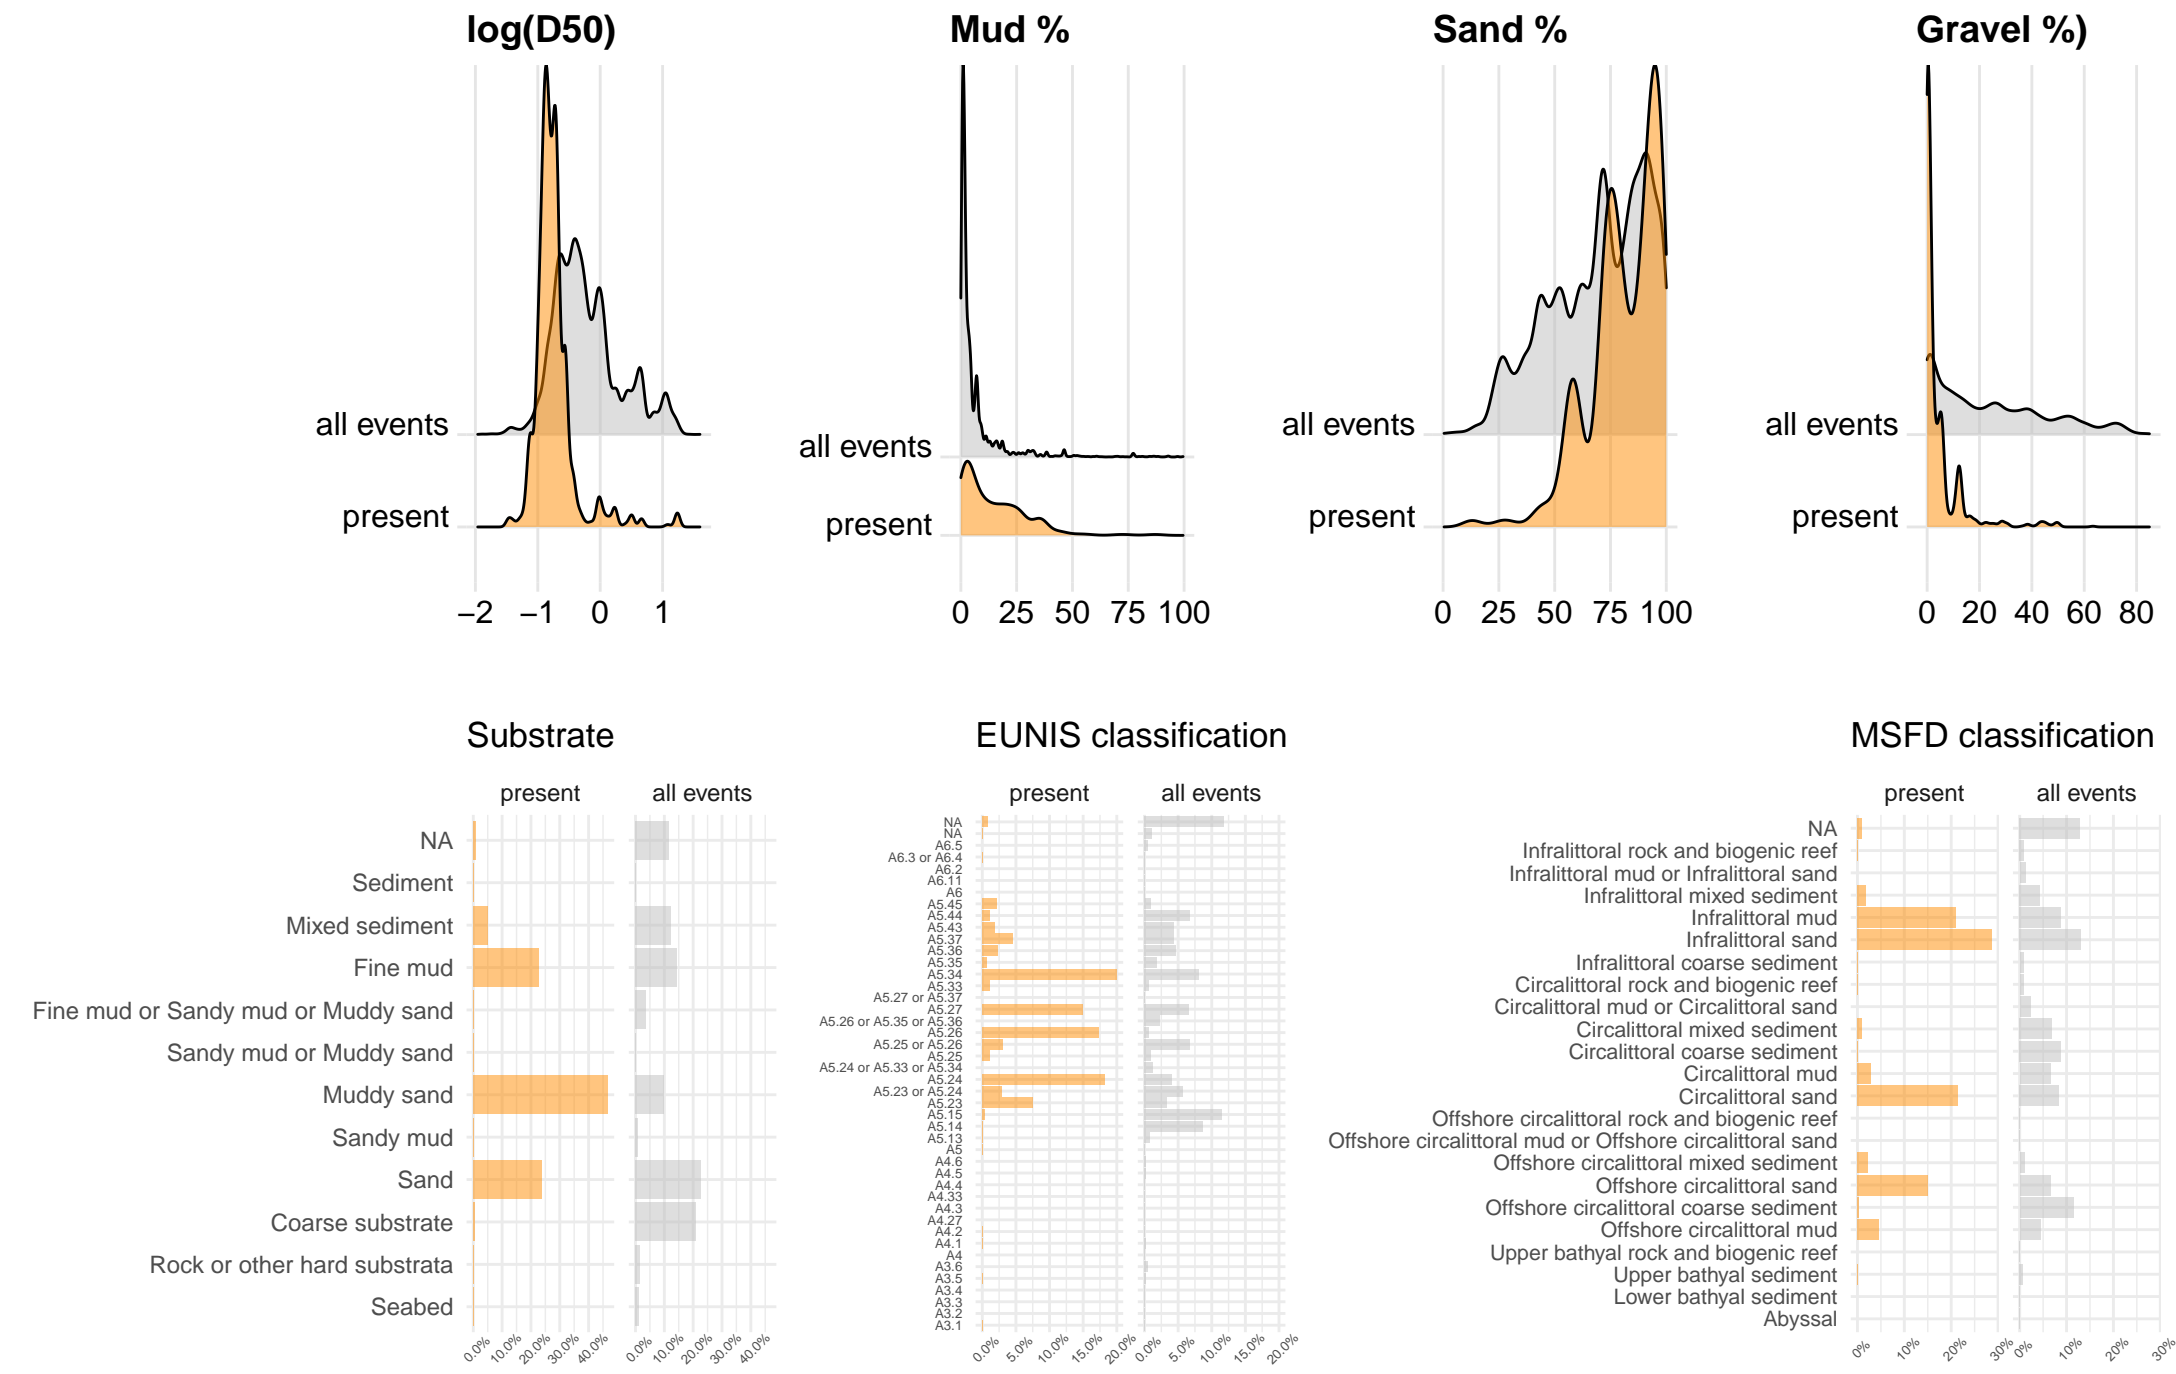 log(D50)
Mud %
Sand %
Gravel %)
all events
present
−2 −1 0 1
all events
present
0 25 50 75 100
all events
present
0 25 50 75 100
all events
present
0 20 40 60 80
Substrate
present all events
NA
Sediment
Mixed sediment
Fine mud
Fine mud or Sandy mud or Muddy sand
Sandy mud or Muddy sand
Muddy sand
Sandy mud
Sand
Coarse substrate
Rock or other hard substrata
Seabed
0.0% 10.0% 20.0% 30.0% 40.0% 0.0% 10.0% 20.0% 30.0% 40.0%
EUNIS classification
present all events
NA
NA
A6.5
A6.3 or A6.4
A6.2
A6.11
A6
A5.45
A5.44
A5.43
A5.37
A5.36
A5.35
A5.34
A5.33
A5.27 or A5.37
A5.27
A5.26 or A5.35 or A5.36
A5.26
A5.25 or A5.26
A5.25
A5.24 or A5.33 or A5.34
A5.24
A5.23 or A5.24
A5.23
A5.15
A5.14
A5.13
A5
A4.6
A4.5
A4.4
A4.33
A4.3
A4.27
A4.2
A4.1
A4
A3.6
A3.5
A3.4
A3.3
A3.2
A3.1
0.0% 5.0% 10.0% 15.0% 20.0% 0.0% 5.0% 10.0% 15.0% 20.0%
MSFD classification
present all events
NA
Infralittoral rock and biogenic reef
Infralittoral mud or Infralittoral sand
Infralittoral mixed sediment
Infralittoral mud
Infralittoral sand
Infralittoral coarse sediment
Circalittoral rock and biogenic reef
Circalittoral mud or Circalittoral sand
Circalittoral mixed sediment
Circalittoral coarse sediment
Circalittoral mud
Circalittoral sand
Offshore circalittoral rock and biogenic reef
Offshore circalittoral mud or Offshore circalittoral sand
Offshore circalittoral mixed sediment
Offshore circalittoral sand
Offshore circalittoral coarse sediment
Offshore circalittoral mud
Upper bathyal rock and biogenic reef
Upper bathyal sediment
Lower bathyal sediment
Abyssal
0% 10% 20% 30% 0% 10% 20% 30%